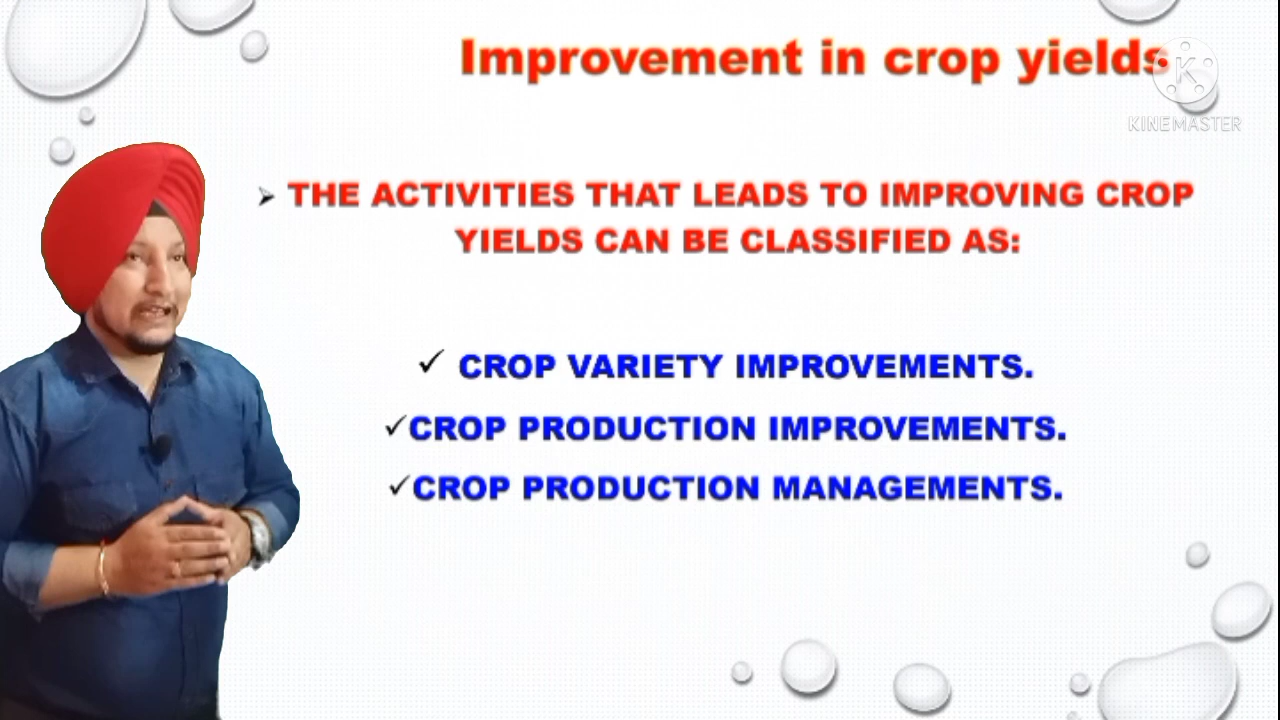 Improvement in crop yields
K
KINEMASTER
➢ THE ACTIVITIES THAT LEADS TO IMPROVING CROP
YIELDS CAN BE CLASSIFIED AS:
✓ CROP VARIETY IMPROVEMENTS.
✓CROP PRODUCTION IMPROVEMENTS.
✓CROP PRODUCTION MANAGEMENTS.